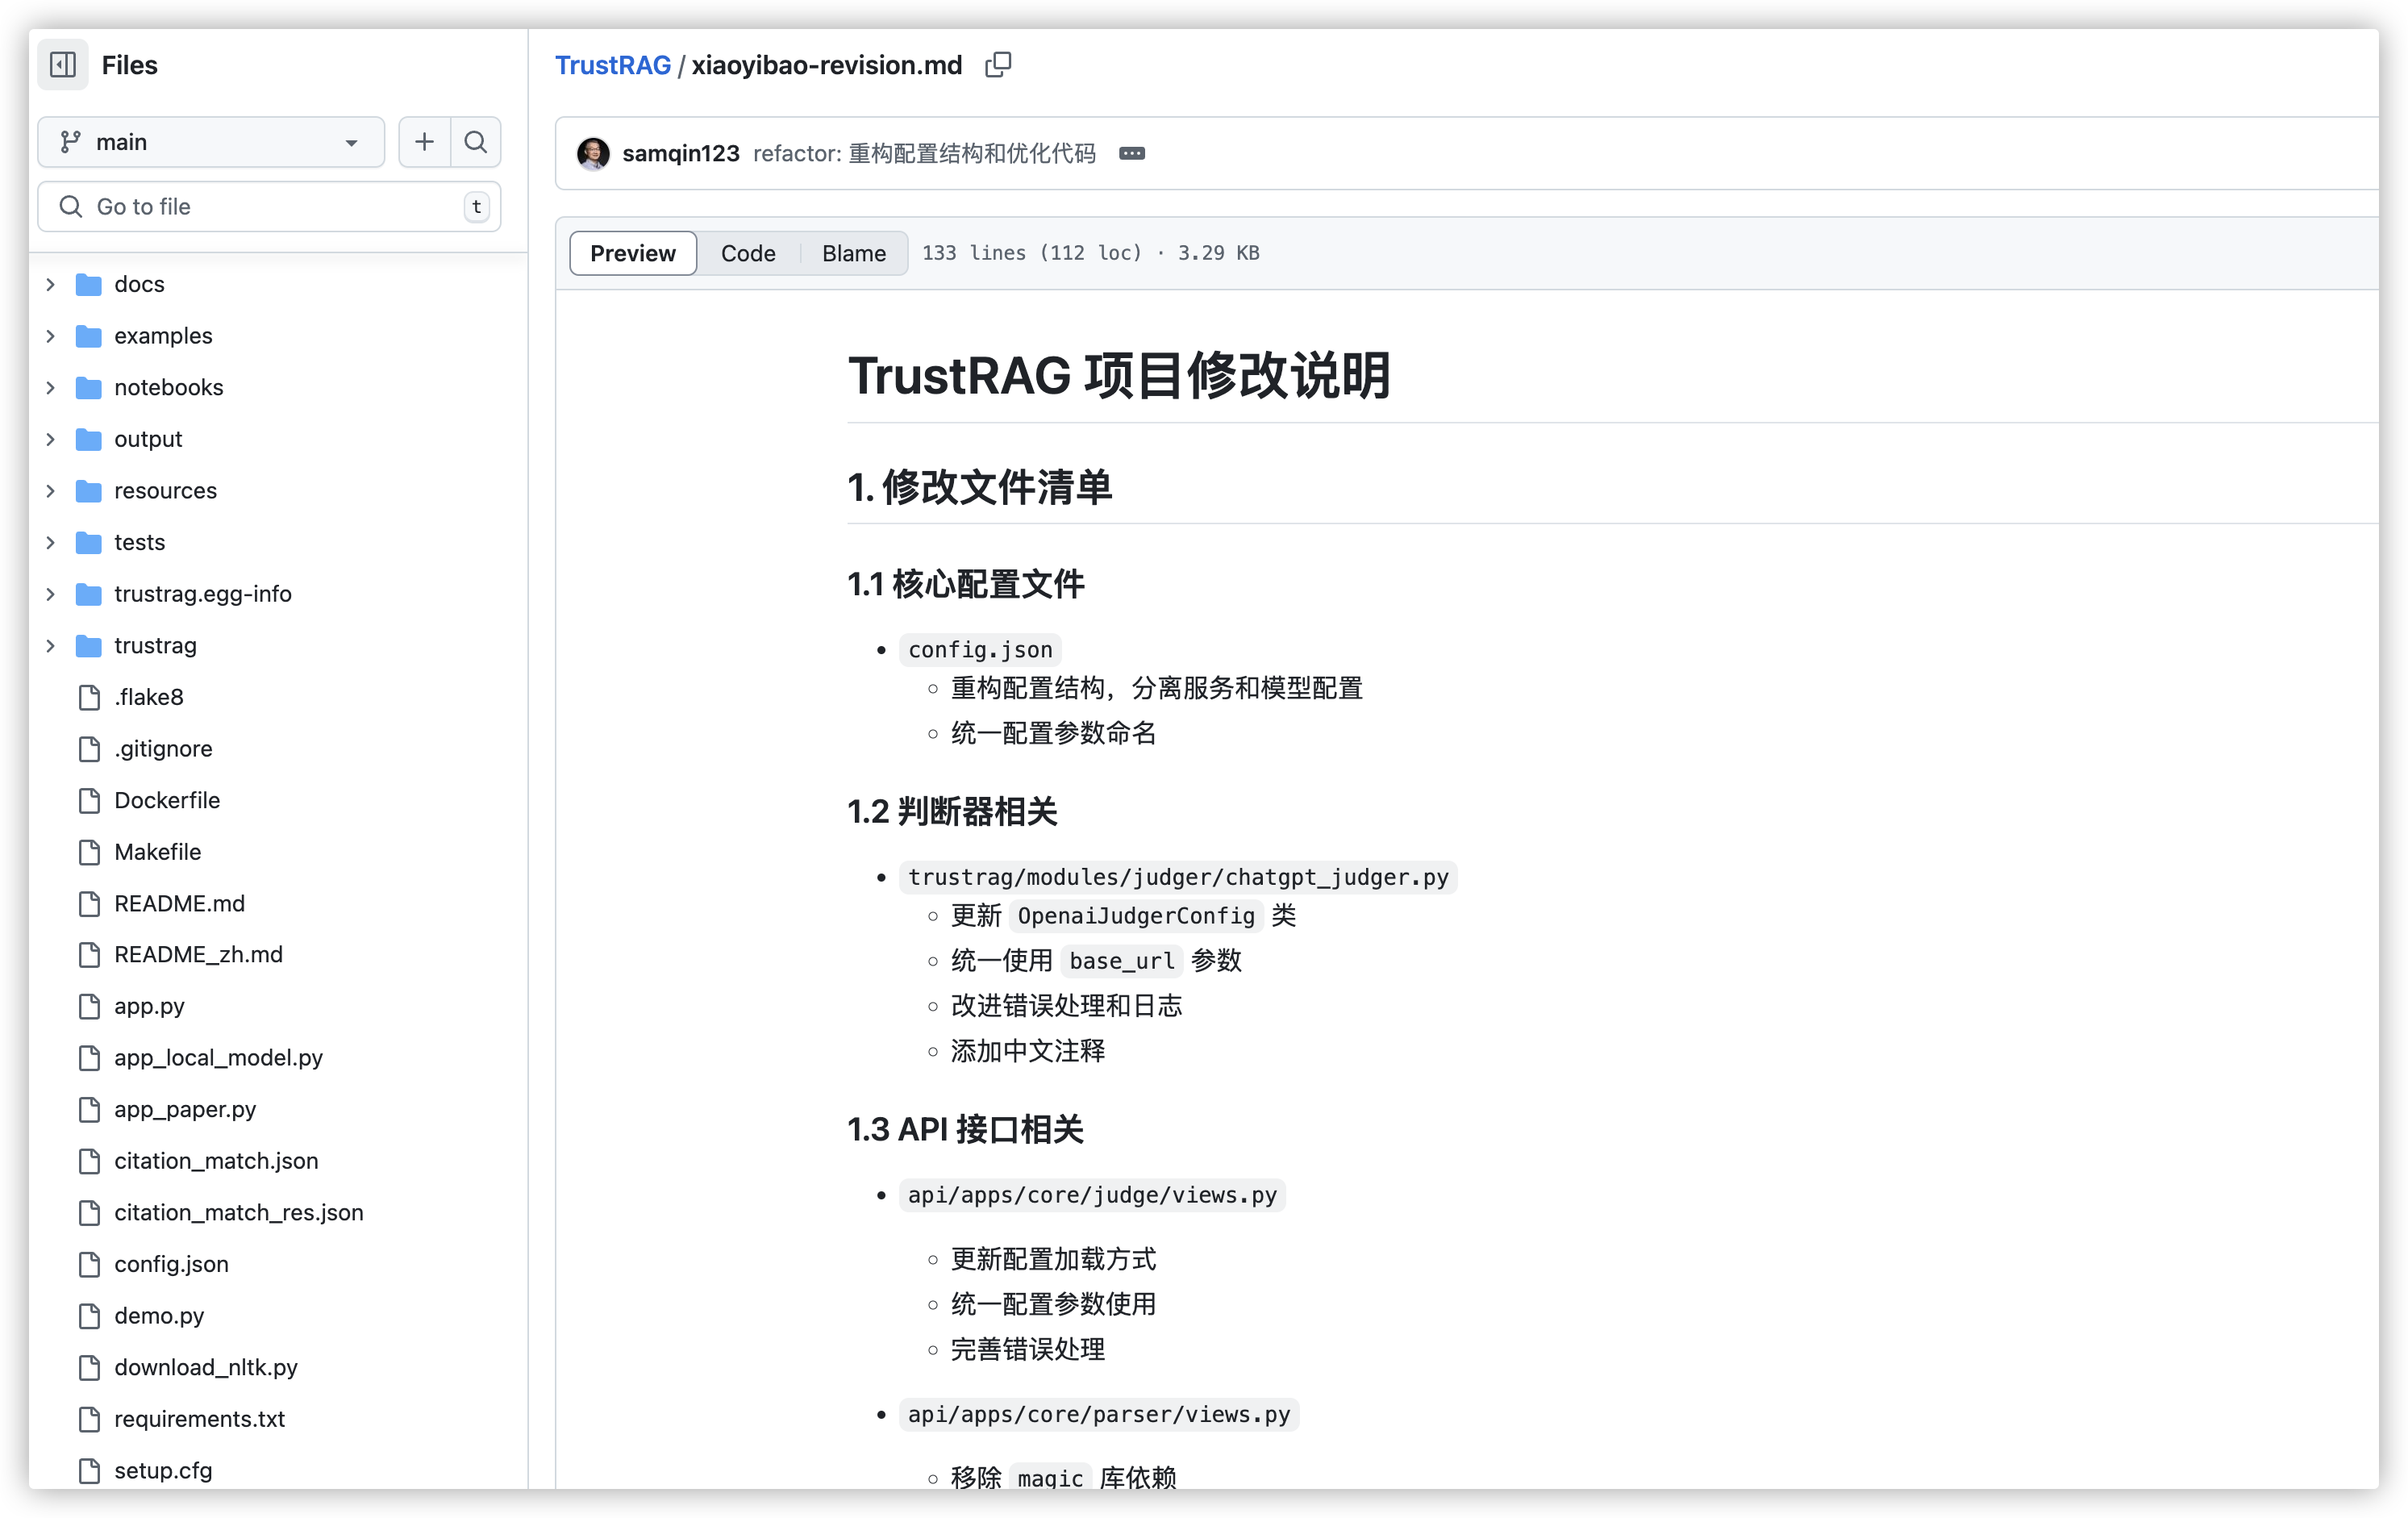 Files
main
Go to file
t
docs
examples
notebooks
output
resources
tests
trustrag.egg-info
trustrag
.flake8
.gitignore
Dockerfile
Makefile
README.md
README_zh.md
app.py
app_local_model.py
app_paper.py
citation_match.json
citation_match_res.json
config.json
demo.py
download_nltk.py
requirements.txt
setup.cfg
TrustRAG / xiaoyibao-revision.md
samqin123 refactor: 重构配置结构和优化代码
Preview Code Blame 133 lines (112 loc) · 3.29 KB
TrustRAG 项目修改说明
1. 修改文件清单
1.1 核心配置文件
config.json
重构配置结构，分离服务和模型配置
统一配置参数命名
1.2 判断器相关
trustrag/modules/judger/chatgpt_judger.py
更新 OpenaiJudgerConfig 类
统一使用 base_url 参数
改进错误处理和日志
添加中文注释
1.3 API 接口相关
api/apps/core/judge/views.py
更新配置加载方式
统一配置参数使用
完善错误处理
api/apps/core/parser/views.py
移除 magic 库依赖